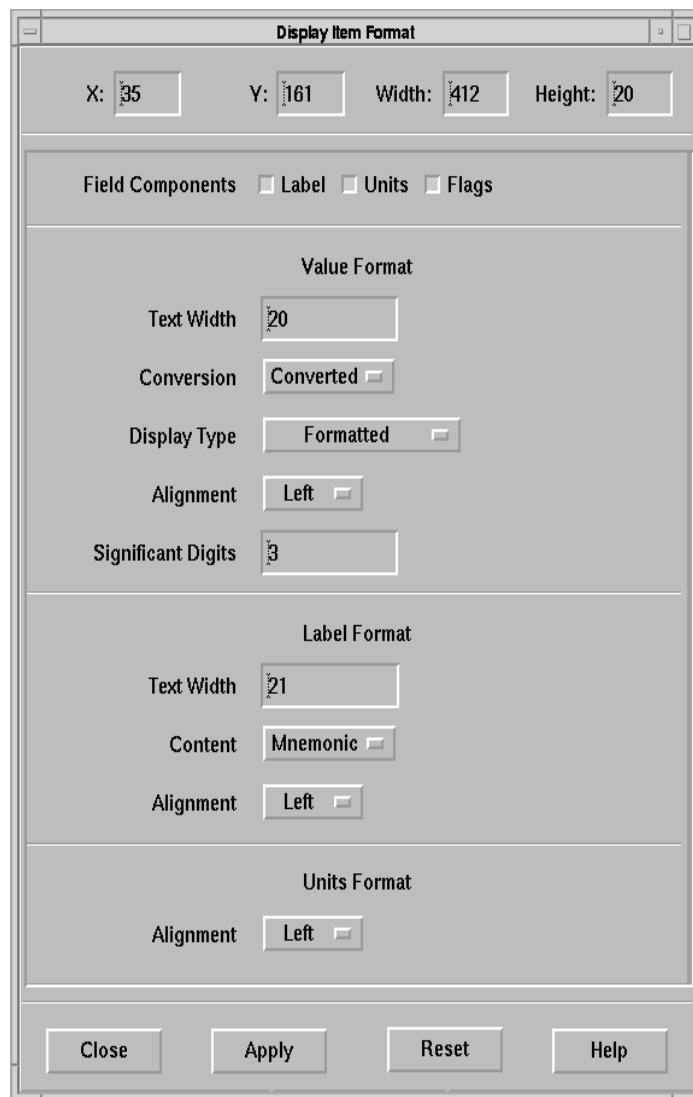 Display Item Format
X: 35 Y: 161 Width: 412 Height: 20
Field Components Label Units Flags
Value Format
Text Width 20
Conversion Converted
Display Type Formatted
Alignment Left
Significant Digits 3
Label Format
Text Width 21
Content Mnemonic
Alignment Left
Units Format
Alignment Left
Close Apply Reset Help